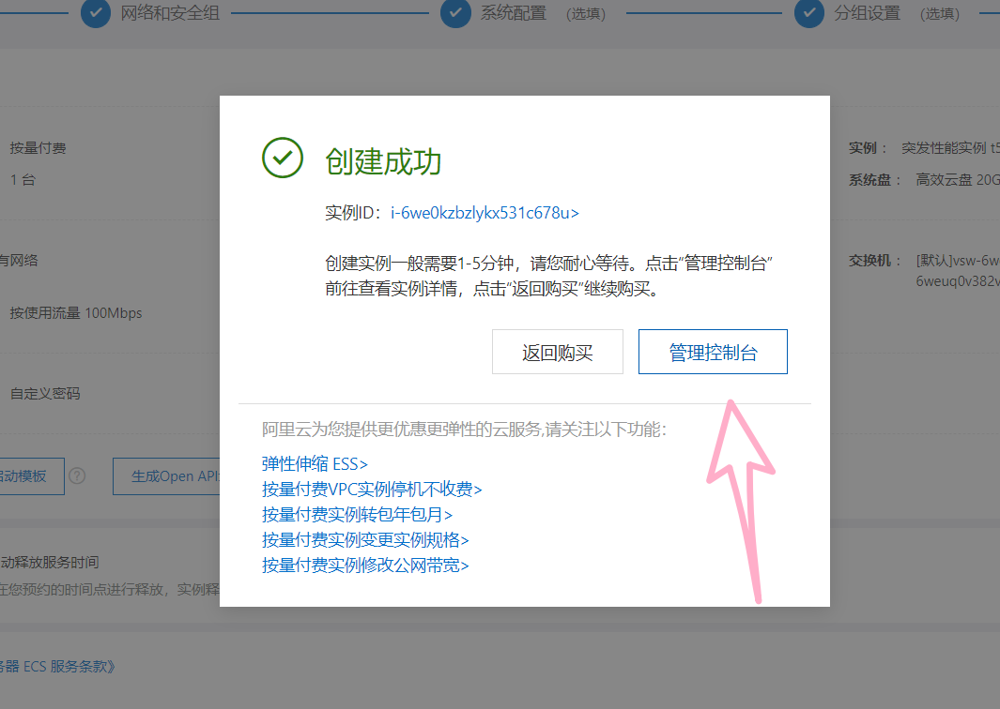 网络和安全组
系统配置 (选填)
分组设置 (选填)
按量付费
1 台
有网络
按使用流量 100Mbps
自定义密码
启动模板
?
生成Open API
动释放服务时间
在您预约的时间点进行释放，实例释
务器 ECS 服务条款》
创建成功
实例ID：i-6we0kzbzlykx531c678u>
创建实例一般需要1-5分钟，请您耐心等待。点击“管理控制台”
前往查看实例详情，点击“返回购买”继续购买。
返回购买
管理控制台
阿里云为您提供更优惠更弹性的云服务,请关注以下功能：
弹性伸缩 ESS>
按量付费VPC实例停机不收费>
按量付费实例转包年包月>
按量付费实例变更实例规格>
按量付费实例修改公网带宽>
实例： 突发性能实例 t5
系统盘： 高效云盘 20G
交换机： [默认]vsw-6w
6weuq0v382v